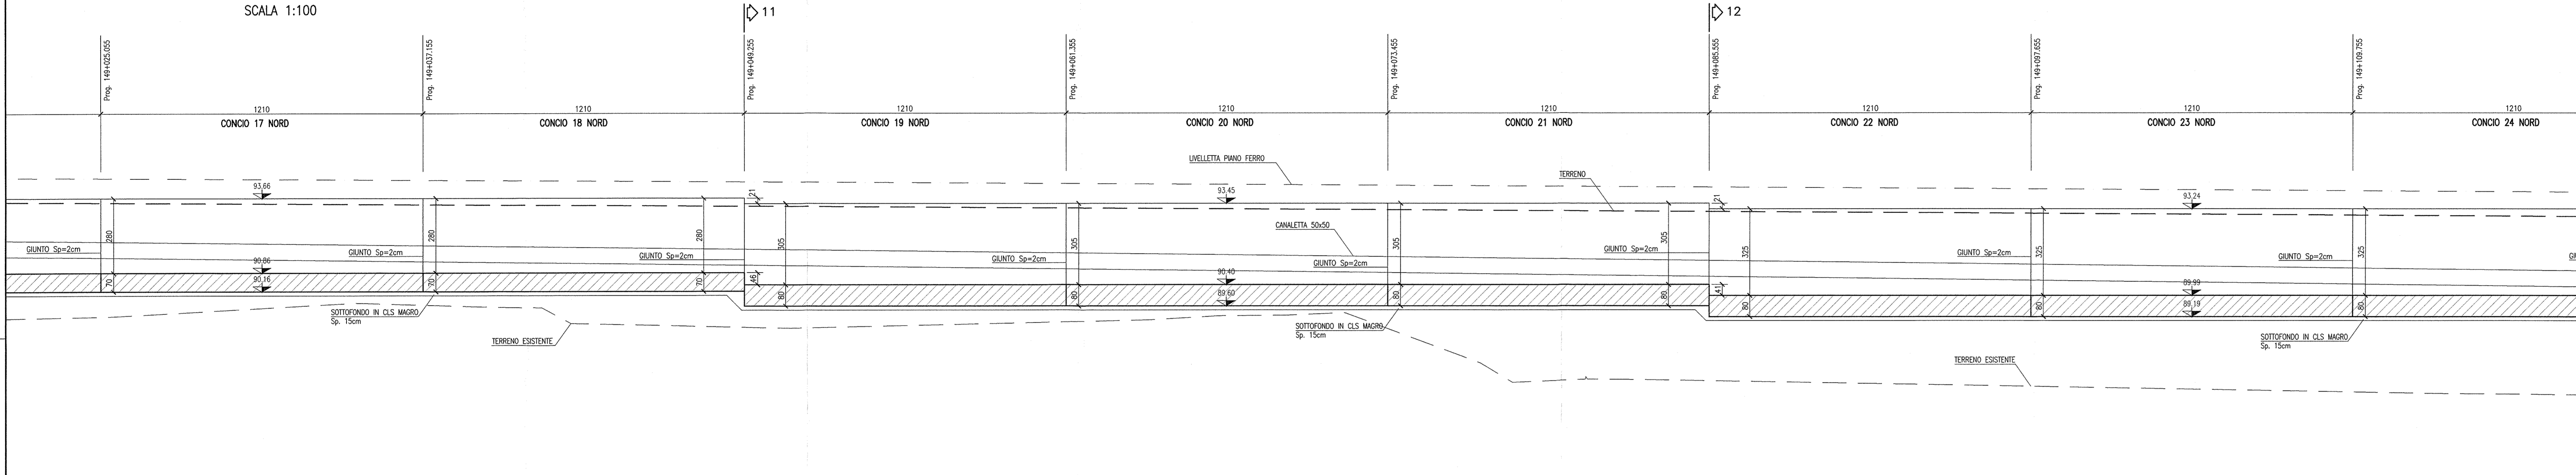 SCALA 1:100
11
12
Prog. 149+025.055
Prog. 149+037.155
Prog. 149+049.255
Prog. 149+061.355
Prog. 149+073.455
Prog. 149+085.555
Prog. 149+097.655
Prog. 149+109.755
1210
1210
1210
1210
1210
1210
1210
1210
CONCIO 17 NORD
CONCIO 18 NORD
CONCIO 19 NORD
CONCIO 20 NORD
CONCIO 21 NORD
CONCIO 22 NORD
CONCIO 23 NORD
CONCIO 24 NORD
LIVELLETTA PIANO FERRO
TERRENO
93,66
21
93,45
21
93,24
280
280
280
305
305
305
305
325
325
325
CANALETTA 50x50
GIUNTO Sp=2cm
GIUNTO Sp=2cm
GIUNTO Sp=2cm
GIUNTO Sp=2cm
GIUNTO Sp=2cm
GIUNTO Sp=2cm
GIUNTO Sp=2cm
GIUNTO Sp=2cm
90,86
90,16
46
90,40
89,60
41
89,99
89,19
70
70
70
80
80
80
80
80
80
80
SOTTOFONDO IN CLS MAGRO
Sp. 15cm
TERRENO ESISTENTE
SOTTOFONDO IN CLS MAGRO
Sp. 15cm
TERRENO ESISTENTE
SOTTOFONDO IN CLS MAGRO
Sp. 15cm